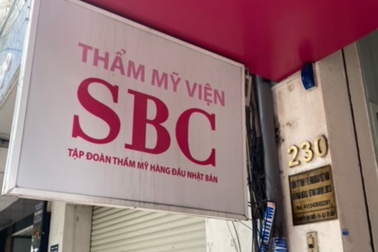 THẨM MỸ VIỆN
SBC
TẬP ĐOÀN THẨM MỸ HÀNG ĐẦU NHẬT BẢN
230